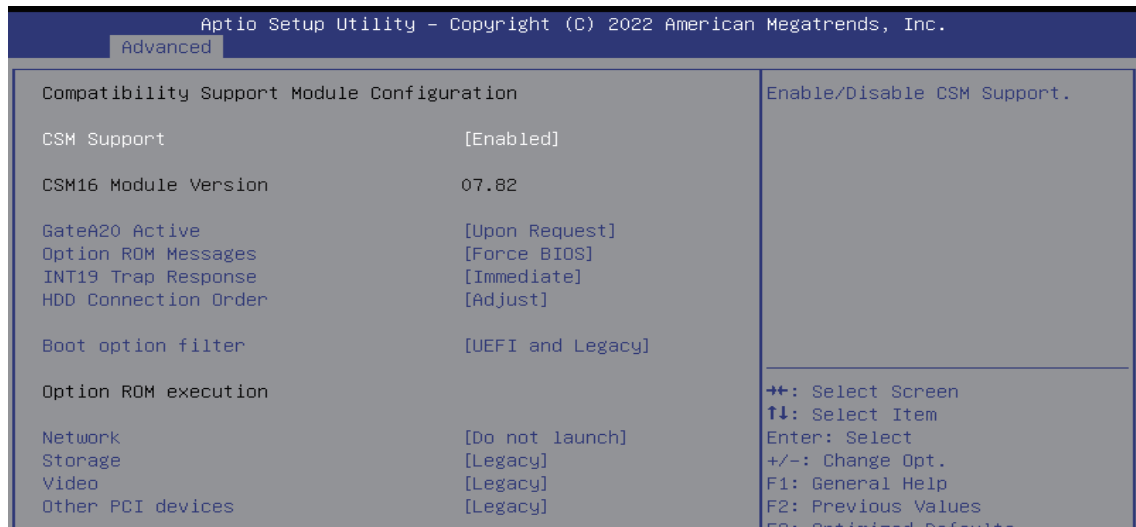 Aptio Setup Utility – Copyright (C) 2022 American Megatrends, Inc.
Advanced
Compatibility Support Module Configuration
CSM Support [Enabled]
CSM16 Module Version 07.82
GateA20 Active [Upon Request]
Option ROM Messages [Force BIOS]
INT19 Trap Response [Immediate]
HDD Connection Order [Adjust]
Boot option filter [UEFI and Legacy]
Option ROM execution
Network [Do not launch]
Storage [Legacy]
Video [Legacy]
Other PCI devices [Legacy]
Enable/Disable CSM Support.
→←: Select Screen
↑↓: Select Item
Enter: Select
+/-: Change Opt.
F1: General Help
F2: Previous Values
F3: Optimized Defaults